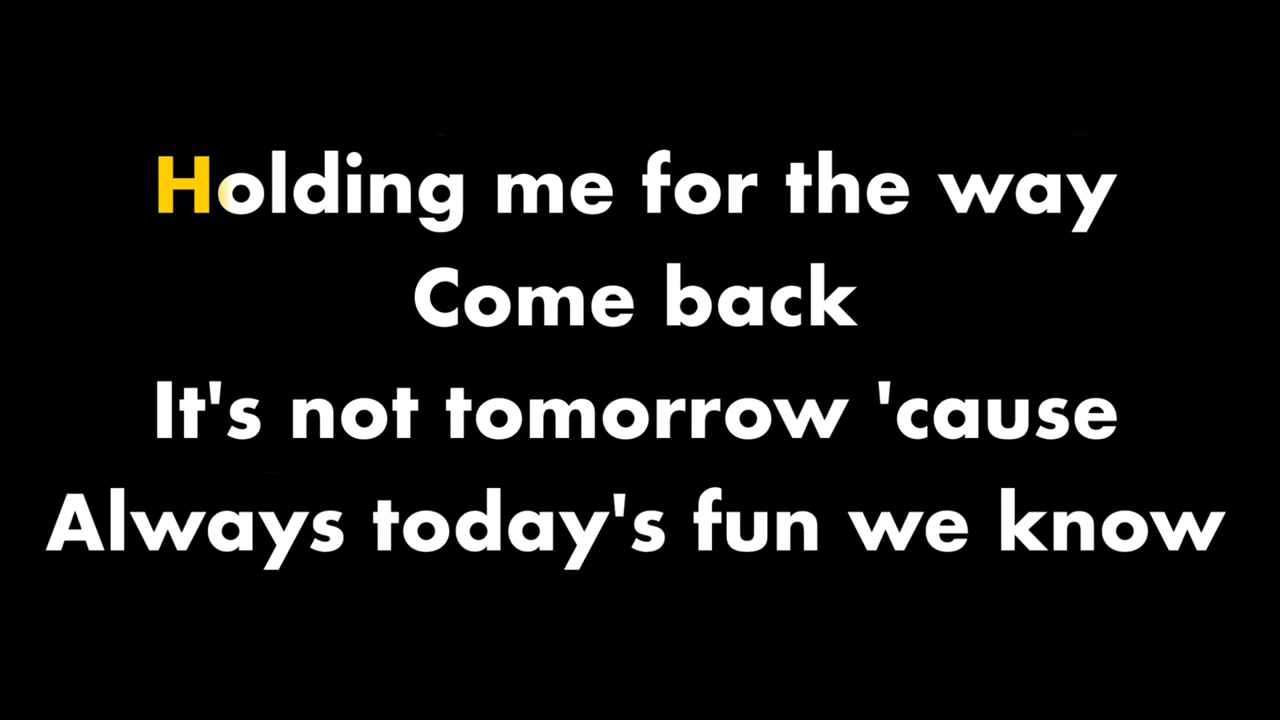 Holding me for the way
Come back
It's not tomorrow 'cause
Always today's fun we know